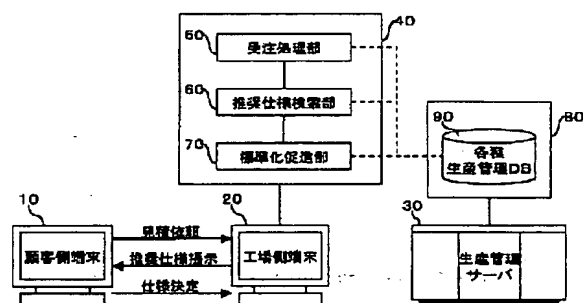 40
50
受注処理部
60
推奨仕様検索部
70
標準化促進部
80
90
各種
生産管理DB
10
顧客側端末
見積依頼
推奨仕様提示
仕様決定
20
工場側端末
30
生産管理
サーバ